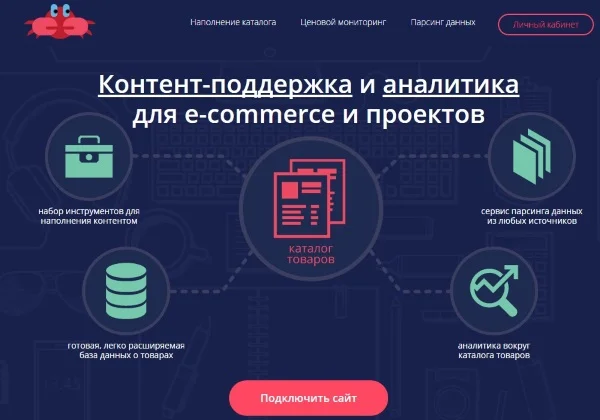 Наполнение каталога
Ценовой мониторинг
Парсинг данных
Личный кабинет
Контент-поддержка и аналитика
для e-commerce и проектов
набор инструментов для
наполнения контентом
каталог
товаров
сервис парсинга данных
из любых источников
готовая, легко расширяемая
база данных о товарах
аналитика вокруг
каталога товаров
Подключить сайт